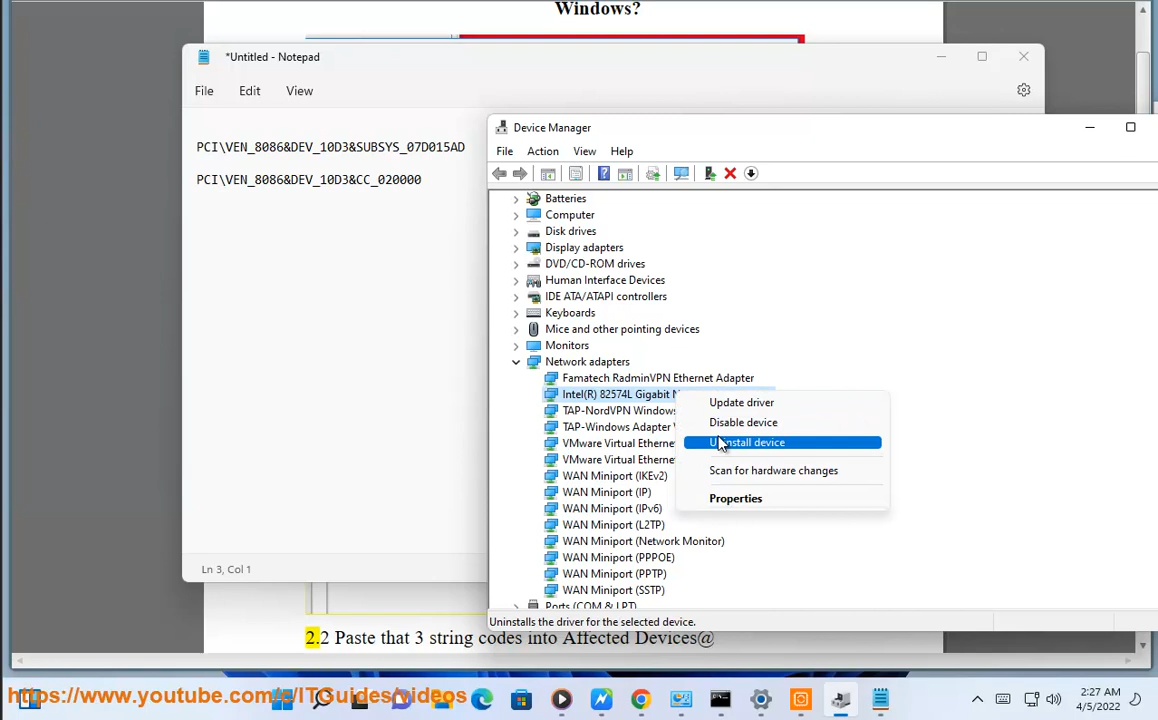 Windows?
*Untitled - Notepad
File Edit View
PCI\VEN_8086&DEV_10D3&SUBSYS_07D015AD
PCI\VEN_8086&DEV_10D3&CC_020000
Ln 3, Col 1
Device Manager
File Action View Help
Batteries
Computer
Disk drives
Display adapters
DVD/CD-ROM drives
Human Interface Devices
IDE ATA/ATAPI controllers
Keyboards
Mice and other pointing devices
Monitors
Network adapters
Famatech RadminVPN Ethernet Adapter
Intel(R) 82574L Gigabit
TAP-NordVPN Windows
TAP-Windows Adapter
VMware Virtual Etherne
VMware Virtual Etherne
WAN Miniport (IKEv2)
WAN Miniport (IP)
WAN Miniport (IPv6)
WAN Miniport (L2TP)
WAN Miniport (Network Monitor)
WAN Miniport (PPPOE)
WAN Miniport (PPTP)
WAN Miniport (SSTP)
Ports (COM & LPT)
Update driver
Disable device
Uninstall device
Scan for hardware changes
Properties
Uninstalls the driver for the selected device.
2.2 Paste that 3 string codes into Affected Devices@
https://www.youtube.com/c/ITGuides/videos
2:27 AM
4/5/2022